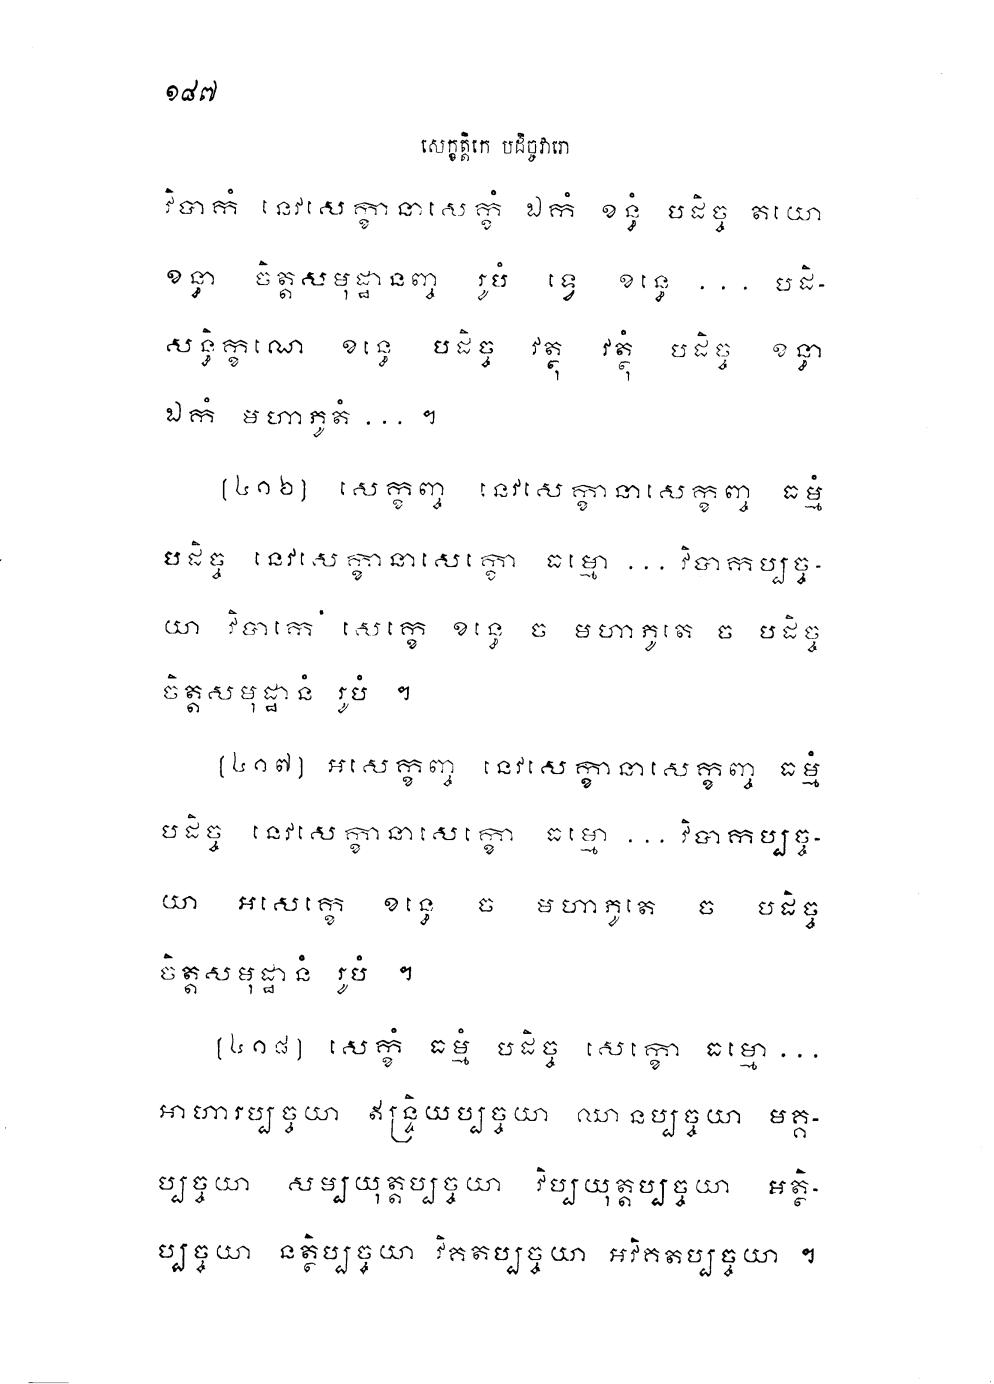 ១៨៧
សេក្ខត្តិកេ បដិច្ចវារោ
វិបាកំ នេវសេក្ខានាសេក្ខំ ឯកំ ខន្ធំ បដិច្ច តយោ
ខន្ធា ចិត្តសមុដ្ឋានញ្ច រូបំ ទ្វេ ខន្ធេ ... បដិ-
សន្ធិក្ខណេ ខន្ធេ បដិច្ច វត្ថុ វត្ថុំ បដិច្ច ខន្ធា
ឯកំ មហាភូតំ ... ។
[៤១៦] សេក្ខញ្ច នេវសេក្ខានាសេក្ខញ្ច ធម្មំ
បដិច្ច នេវសេក្ខានាសេក្ខោ ធម្មោ ... វិបាកប្បច្ច-
យា វិបាកេ សេក្ខេ ខន្ធេ ច មហាភូតេ ច បដិច្ច
ចិត្តសមុដ្ឋានំ រូបំ ។
[៤១៧] អសេក្ខញ្ច នេវសេក្ខានាសេក្ខញ្ច ធម្មំ
បដិច្ច នេវសេក្ខានាសេក្ខោ ធម្មោ ... វិបាកប្បច្ច-
យា អសេក្ខេ ខន្ធេ ច មហាភូតេ ច បដិច្ច
ចិត្តសមុដ្ឋានំ រូបំ ។
[៤១៨] សេក្ខំ ធម្មំ បដិច្ច សេក្ខោ ធម្មោ ...
អាហារប្បច្ចយា ឥន្ទ្រិយប្បច្ចយា ឈានប្បច្ចយា មគ្គ-
ប្បច្ចយា សម្បយុត្តប្បច្ចយា វិប្បយុត្តប្បច្ចយា អត្ថិ-
ប្បច្ចយា នត្ថិប្បច្ចយា វិគតប្បច្ចយា អវិគតប្បច្ចយា ។